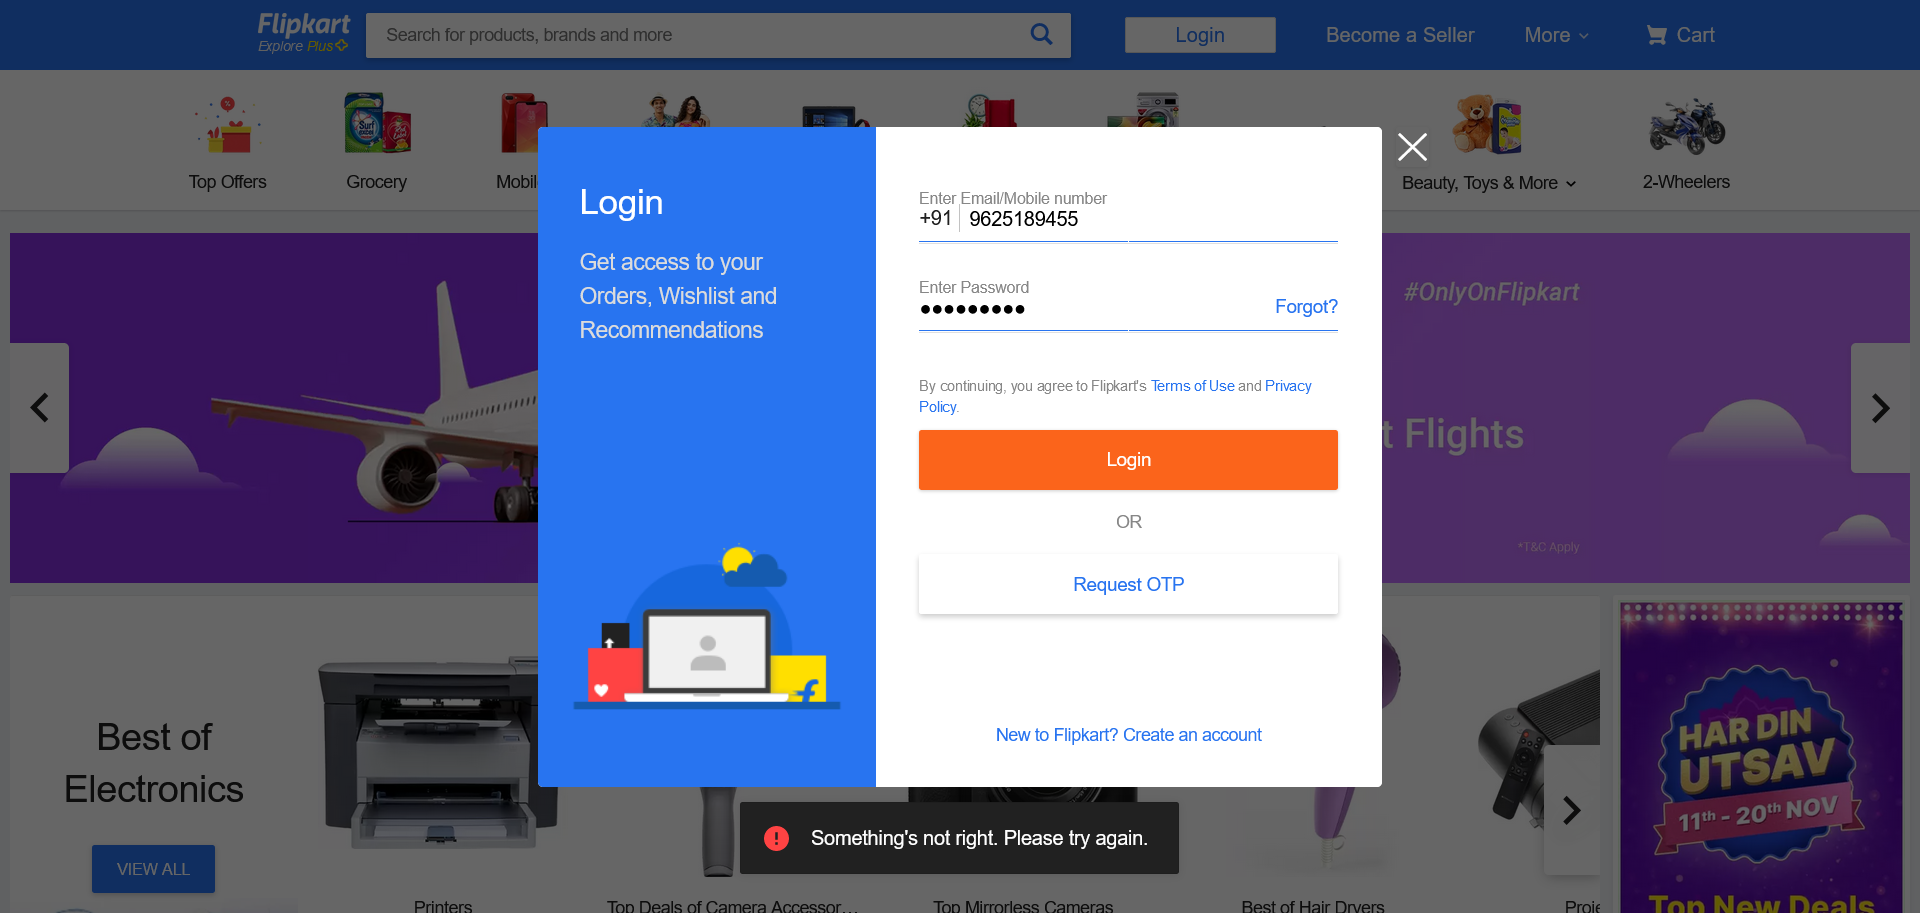 Flipkart
Explore Plus
Search for products, brands and more
Login
Become a Seller
More
Cart
Top Offers
Grocery
Mobil
Beauty, Toys & More
2-Wheelers
Login
Get access to your
Orders, Wishlist and
Recommendations
Enter Email/Mobile number
+91 9625189455
Enter Password
Forgot?
By continuing, you agree to Flipkart's Terms of Use and Privacy
Policy.
Login
OR
Request OTP
New to Flipkart? Create an account
#OnlyOnFlipkart
t Flights
*T&C Apply
Something's not right. Please try again.
Best of
Electronics
VIEW ALL
Printers
Top Deals of Camera Accessor...
Top Mirrorless Cameras
Best of Hair Dryers
Proje
HAR DIN
UTSAV
11th - 20th NOV
Top New Deals